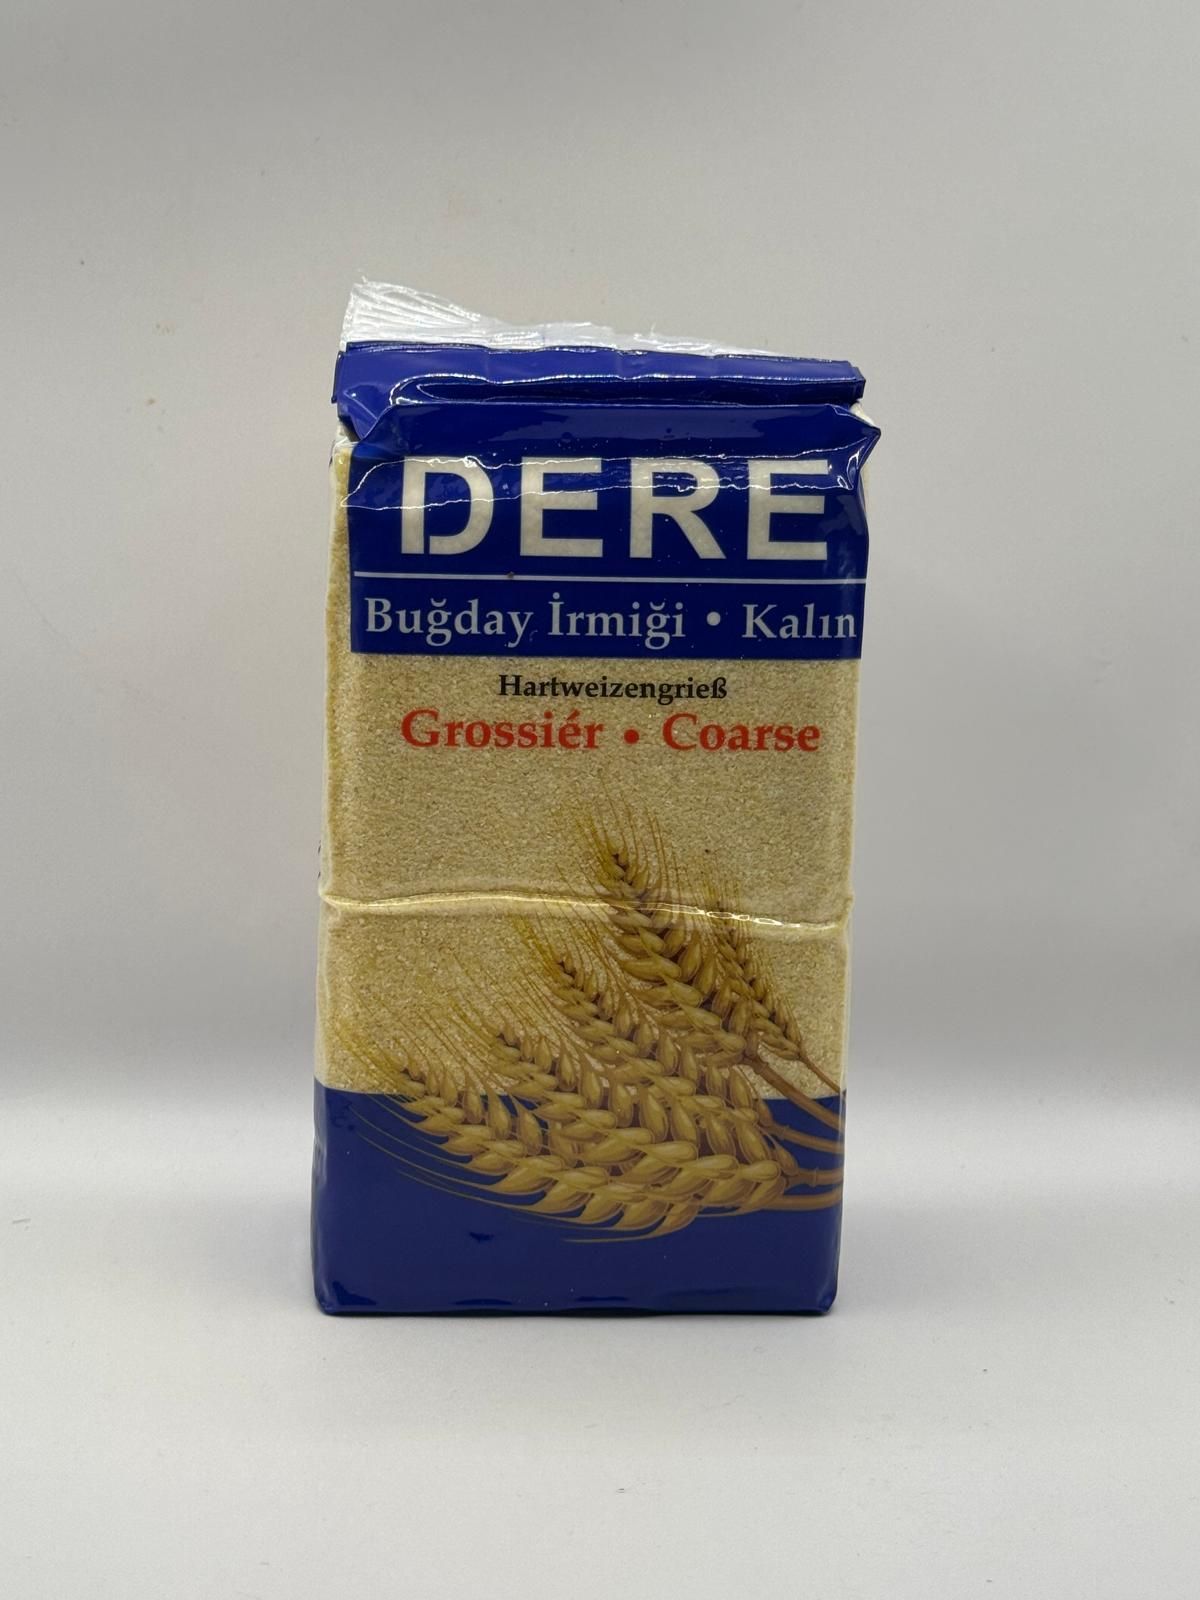 DERE
Buğday İrmiği • Kalın
Hartweizengrieß
Grossiér • Coarse